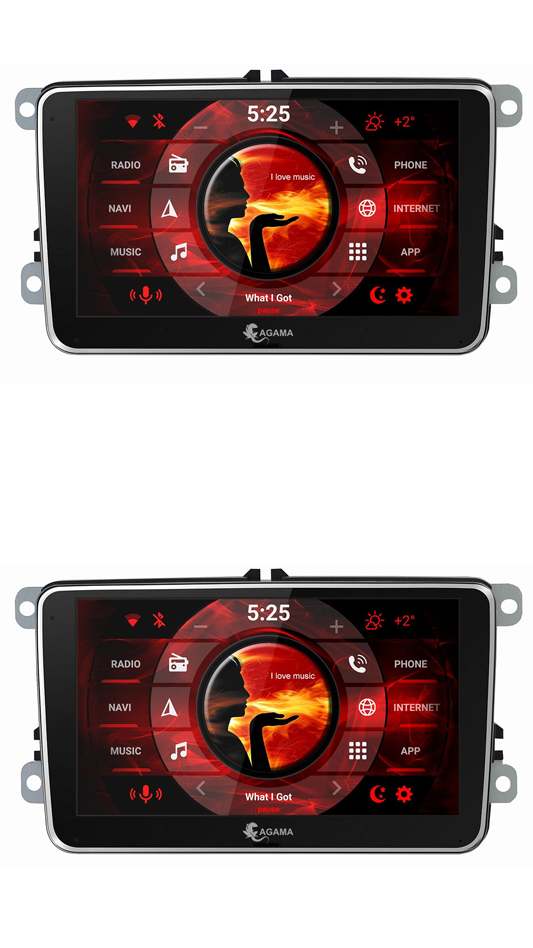 5:25
+2°
RADIO
PHONE
I love music
NAVI
INTERNET
MUSIC
APP
What I Got
pause
AGAMA
5:25
+2°
RADIO
PHONE
I love music
NAVI
INTERNET
MUSIC
APP
What I Got
pause
AGAMA